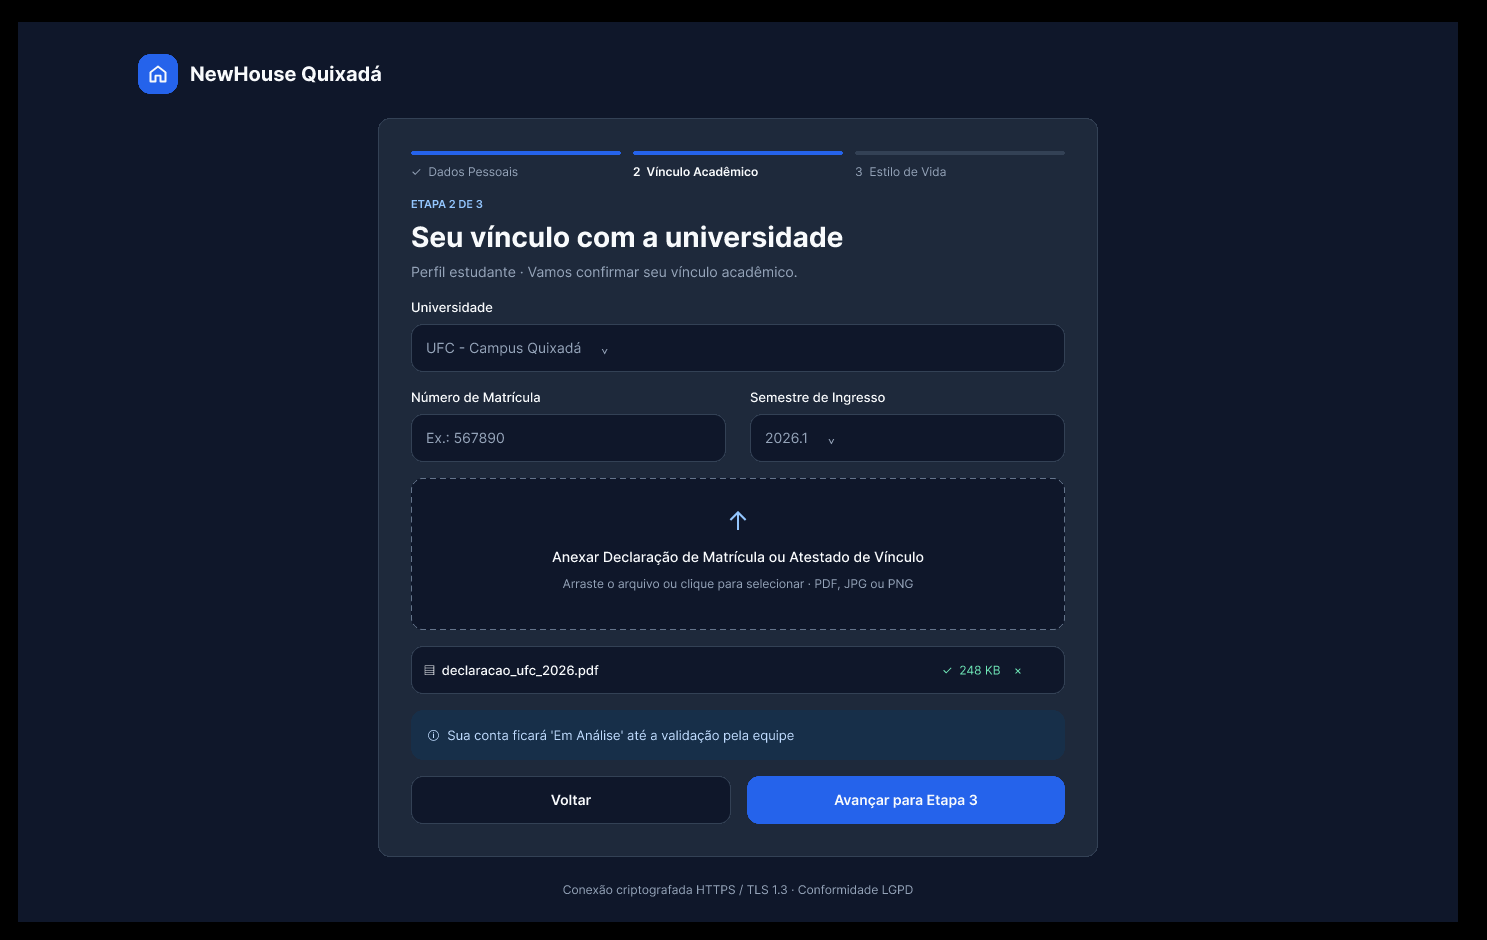 NewHouse Quixadá
✓ Dados Pessoais
2 Vínculo Acadêmico
3 Estilo de Vida
ETAPA 2 DE 3
Seu vínculo com a universidade
Perfil estudante · Vamos confirmar seu vínculo acadêmico.
Universidade
UFC - Campus Quixadá
Número de Matrícula
Semestre de Ingresso
Ex.: 567890
2026.1
Anexar Declaração de Matrícula ou Atestado de Vínculo
Arraste o arquivo ou clique para selecionar · PDF, JPG ou PNG
declaracao_ufc_2026.pdf
✓ 248 KB ×
Sua conta ficará 'Em Análise' até a validação pela equipe
Voltar
Avançar para Etapa 3
Conexão criptografada HTTPS / TLS 1.3 · Conformidade LGPD